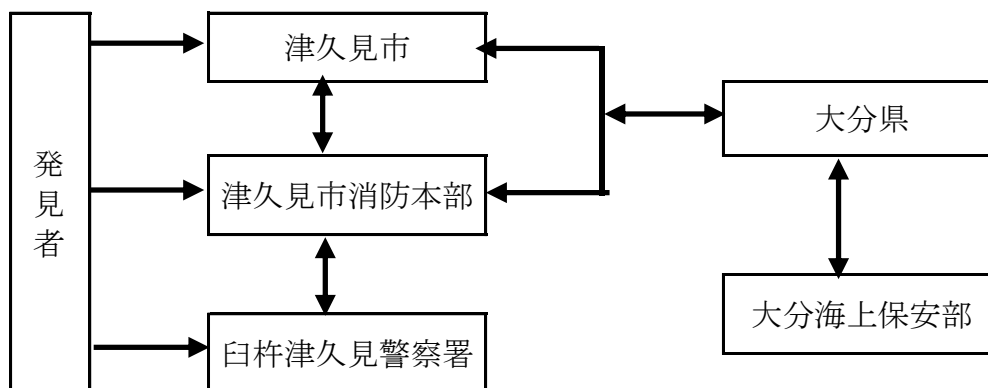 発見者
津久見市
津久見市消防本部
臼杵津久見警察署
大分県
大分海上保安部